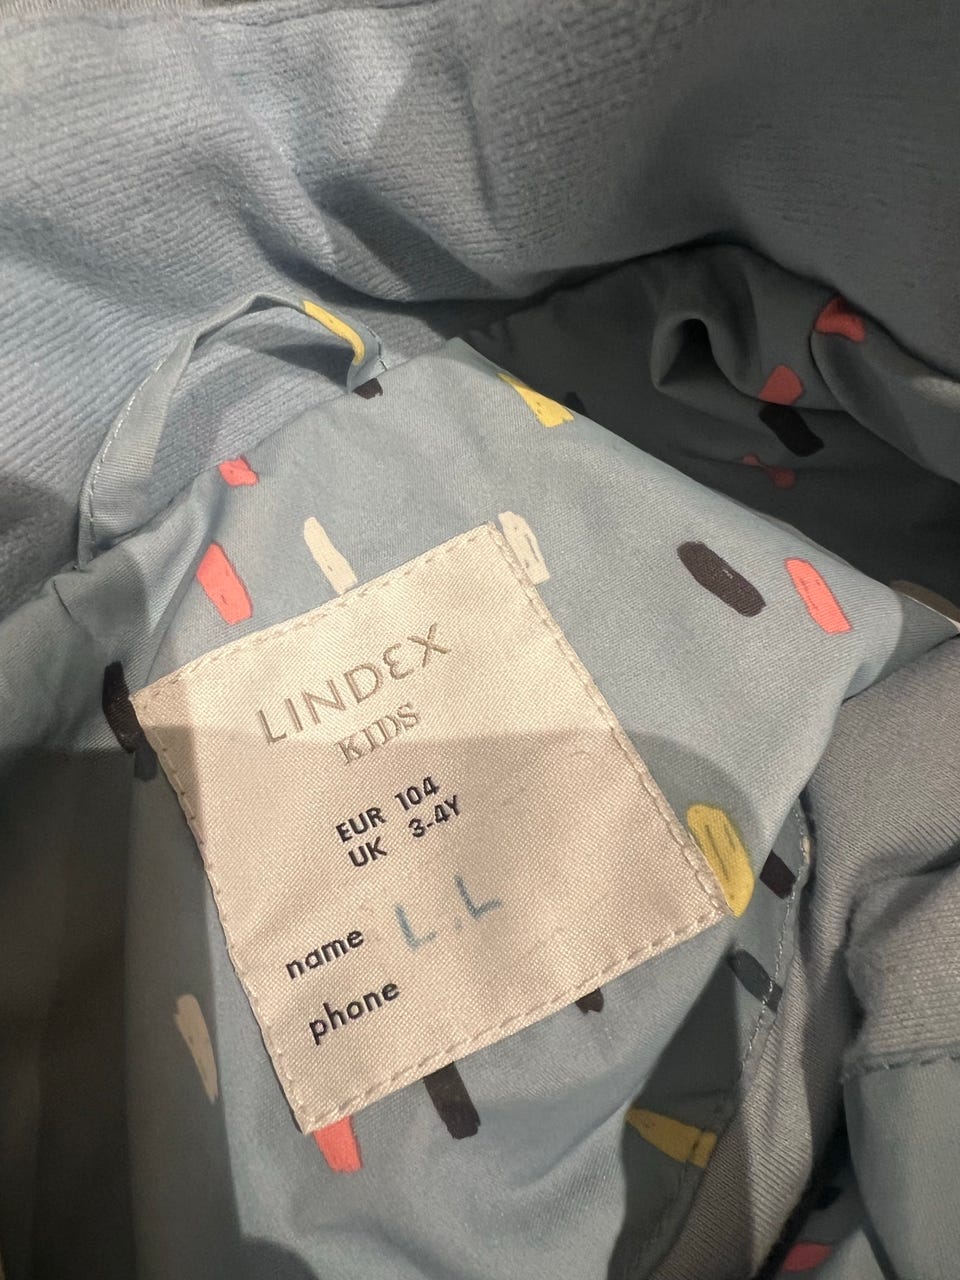 LINDEX
KIDS
EUR 104
UK 3-4Y
name L.L
phone